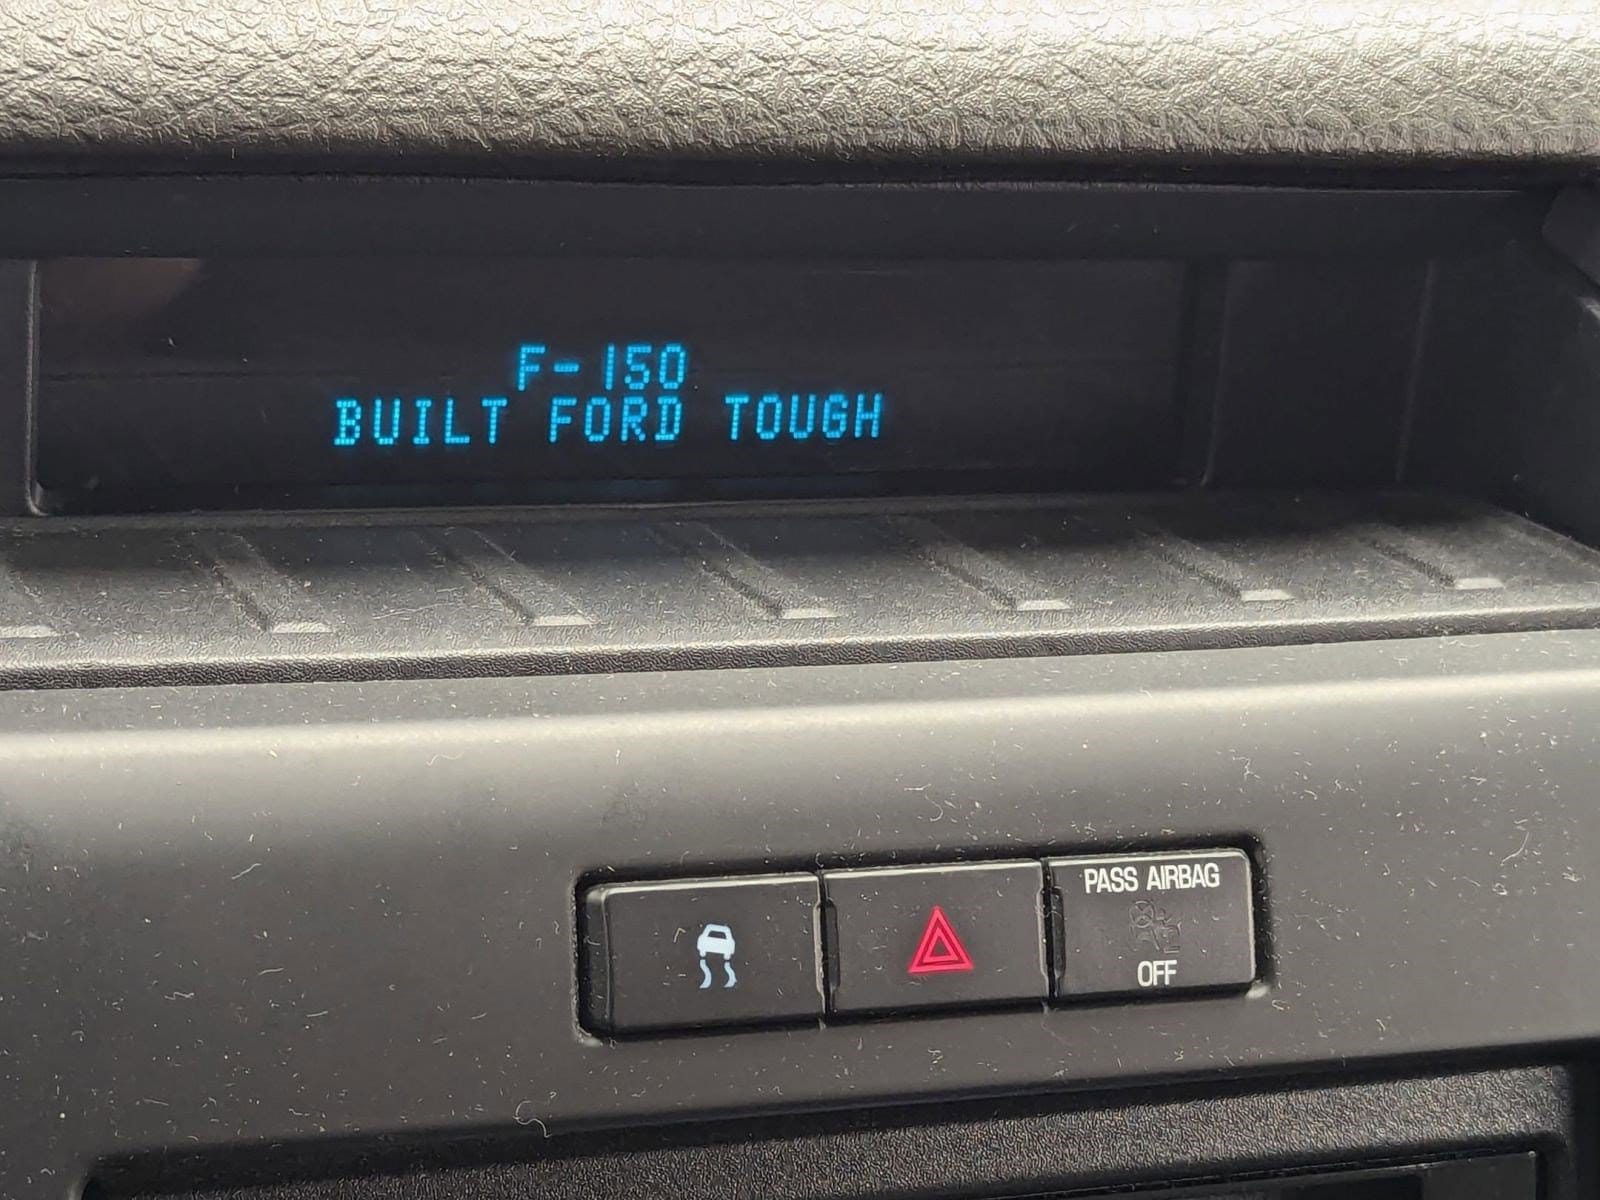 F-150
BUILT FORD TOUGH
PASS AIRBAG
OFF